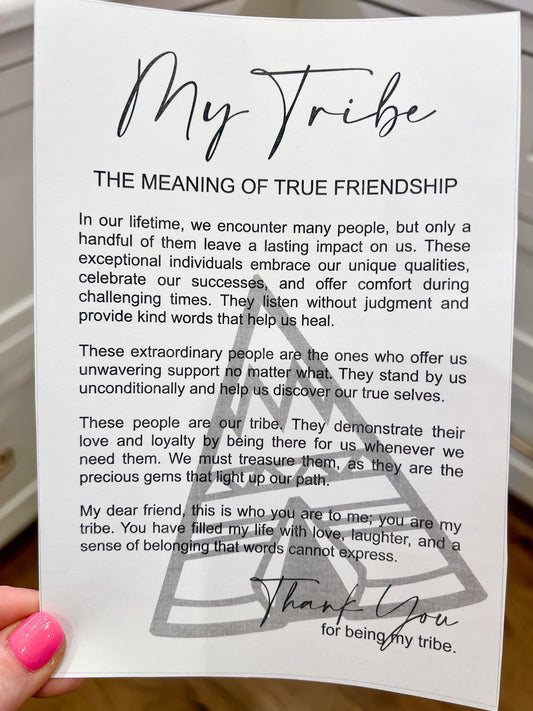 My Tribe
THE MEANING OF TRUE FRIENDSHIP
In our lifetime, we encounter many people, but only a
handful of them leave a lasting impact on us. These
exceptional individuals embrace our unique qualities,
celebrate our successes, and offer comfort during
challenging times. They listen without judgment and
provide kind words that help us heal.
These extraordinary people are the ones who offer us
unwavering support no matter what. They stand by us
unconditionally and help us discover our true selves.
These people are our tribe. They demonstrate their
love and loyalty by being there for us whenever we
need them. We must treasure them, as they are the
precious gems that light up our path.
My dear friend, this is who you are to me; you are my
tribe. You have filled my life with love, laughter, and a
sense of belonging that words cannot express.
Thank You
for being my tribe.